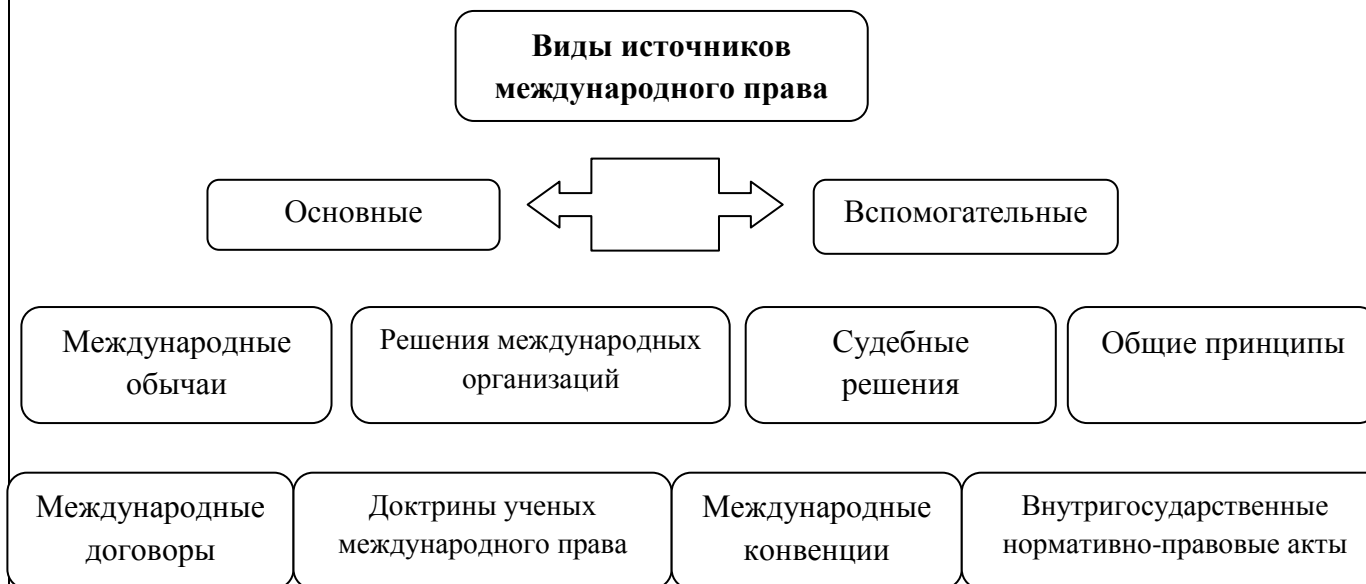 Виды источников
международного права
Основные
Вспомогательные
Международные
обычаи
Решения международных
организаций
Судебные
решения
Общие принципы
Международные
договоры
Доктрины ученых
международного права
Международные
конвенции
Внутригосударственные
нормативно-правовые акты